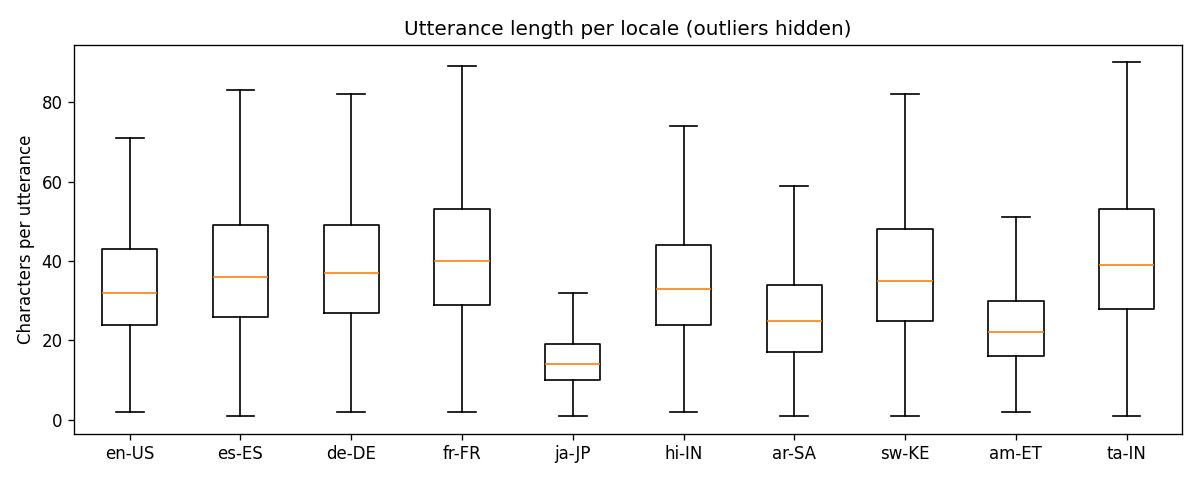 Utterance length per locale (outliers hidden)
Characters per utterance
80
60
40
20
0
en-US es-ES de-DE fr-FR ja-JP hi-IN ar-SA sw-KE am-ET ta-IN